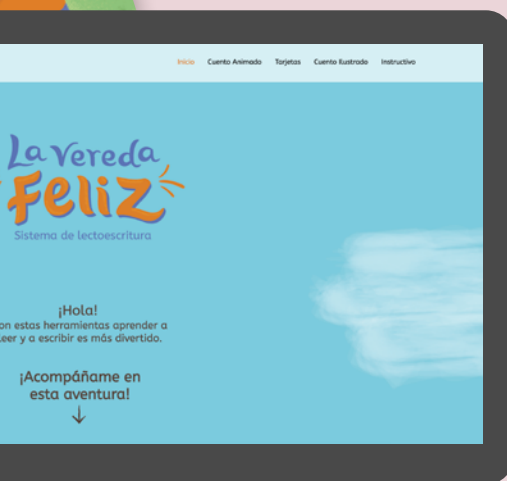 Inicio Cuento Animado Tarjetas Cuento Ilustrado Instructivo
La Vereda
Feliz
Sistema de lectoescritura
¡Hola!
on estas herramientas aprender a
leer y a escribir es más divertido.
¡Acompáñame en
esta aventura!